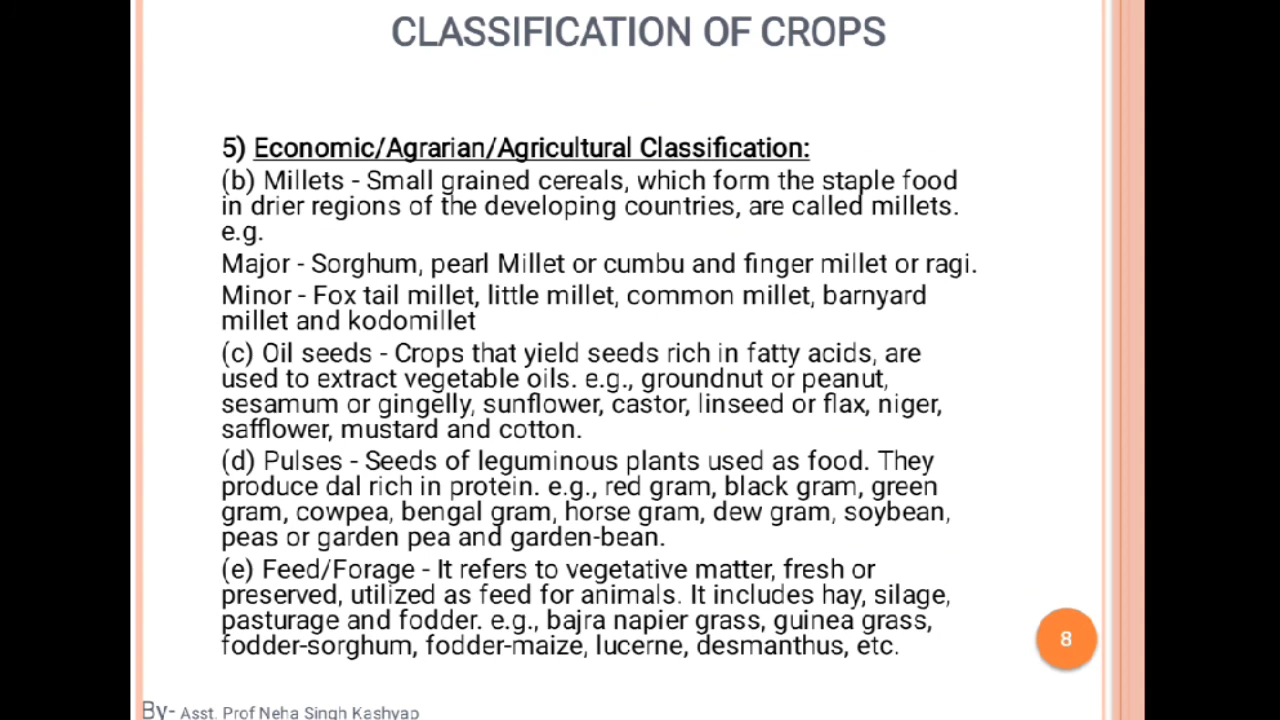 CLASSIFICATION OF CROPS
5) Economic/Agrarian/Agricultural Classification:
(b) Millets - Small grained cereals, which form the staple food
in drier regions of the developing countries, are called millets.
e.g.
Major - Sorghum, pearl Millet or cumbu and finger millet or ragi.
Minor - Fox tail millet, little millet, common millet, barnyard
millet and kodomillet
(c) Oil seeds - Crops that yield seeds rich in fatty acids, are
used to extract vegetable oils. e.g., groundnut or peanut,
sesamum or gingelly, sunflower, castor, linseed or flax, niger,
safflower, mustard and cotton.
(d) Pulses - Seeds of leguminous plants used as food. They
produce dal rich in protein. e.g., red gram, black gram, green
gram, cowpea, bengal gram, horse gram, dew gram, soybean,
peas or garden pea and garden-bean.
(e) Feed/Forage - It refers to vegetative matter, fresh or
preserved, utilized as feed for animals. It includes hay, silage,
pasturage and fodder. e.g., bajra napier grass, guinea grass,
fodder-sorghum, fodder-maize, lucerne, desmanthus, etc.
8
By- Asst. Prof Neha Singh Kashyap